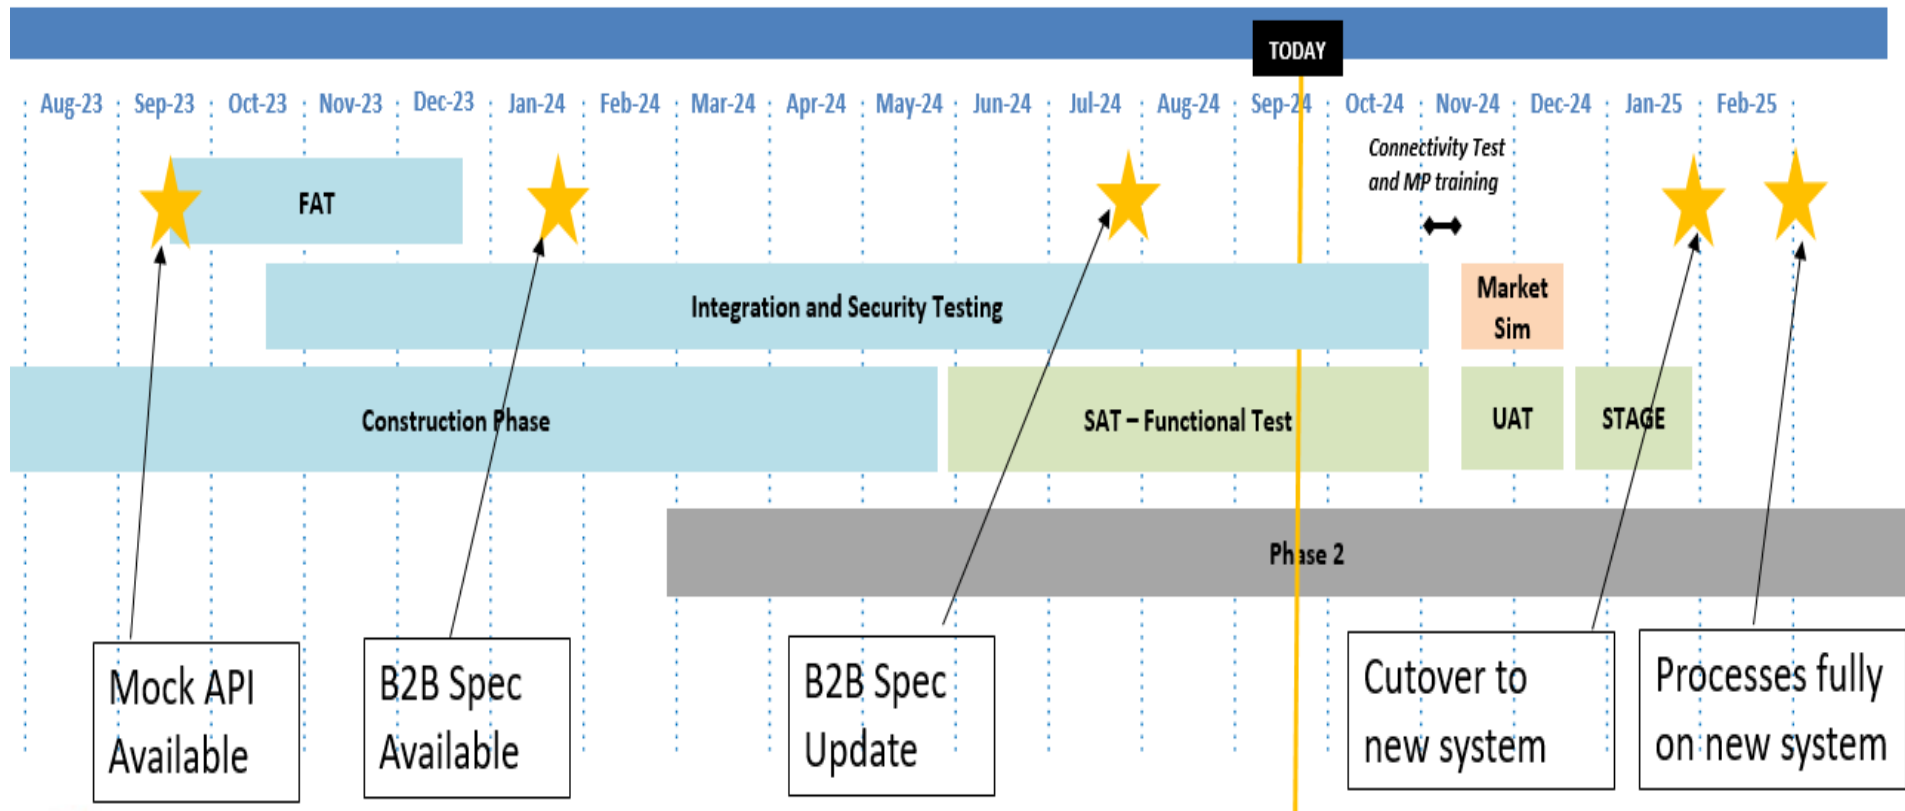 TODAY
Aug-23 Sep-23 Oct-23 Nov-23 Dec-23 Jan-24 Feb-24 Mar-24 Apr-24 May-24 Jun-24 Jul-24 Aug-24 Sep-24 Oct-24 Nov-24 Dec-24 Jan-25 Feb-25
Connectivity Test
and MP training
FAT
Integration and Security Testing
Market
Sim
Construction Phase
SAT – Functional Test
UAT
STAGE
Phase 2
Mock API
Available
B2B Spec
Available
B2B Spec
Update
Cutover to
new system
Processes fully
on new system